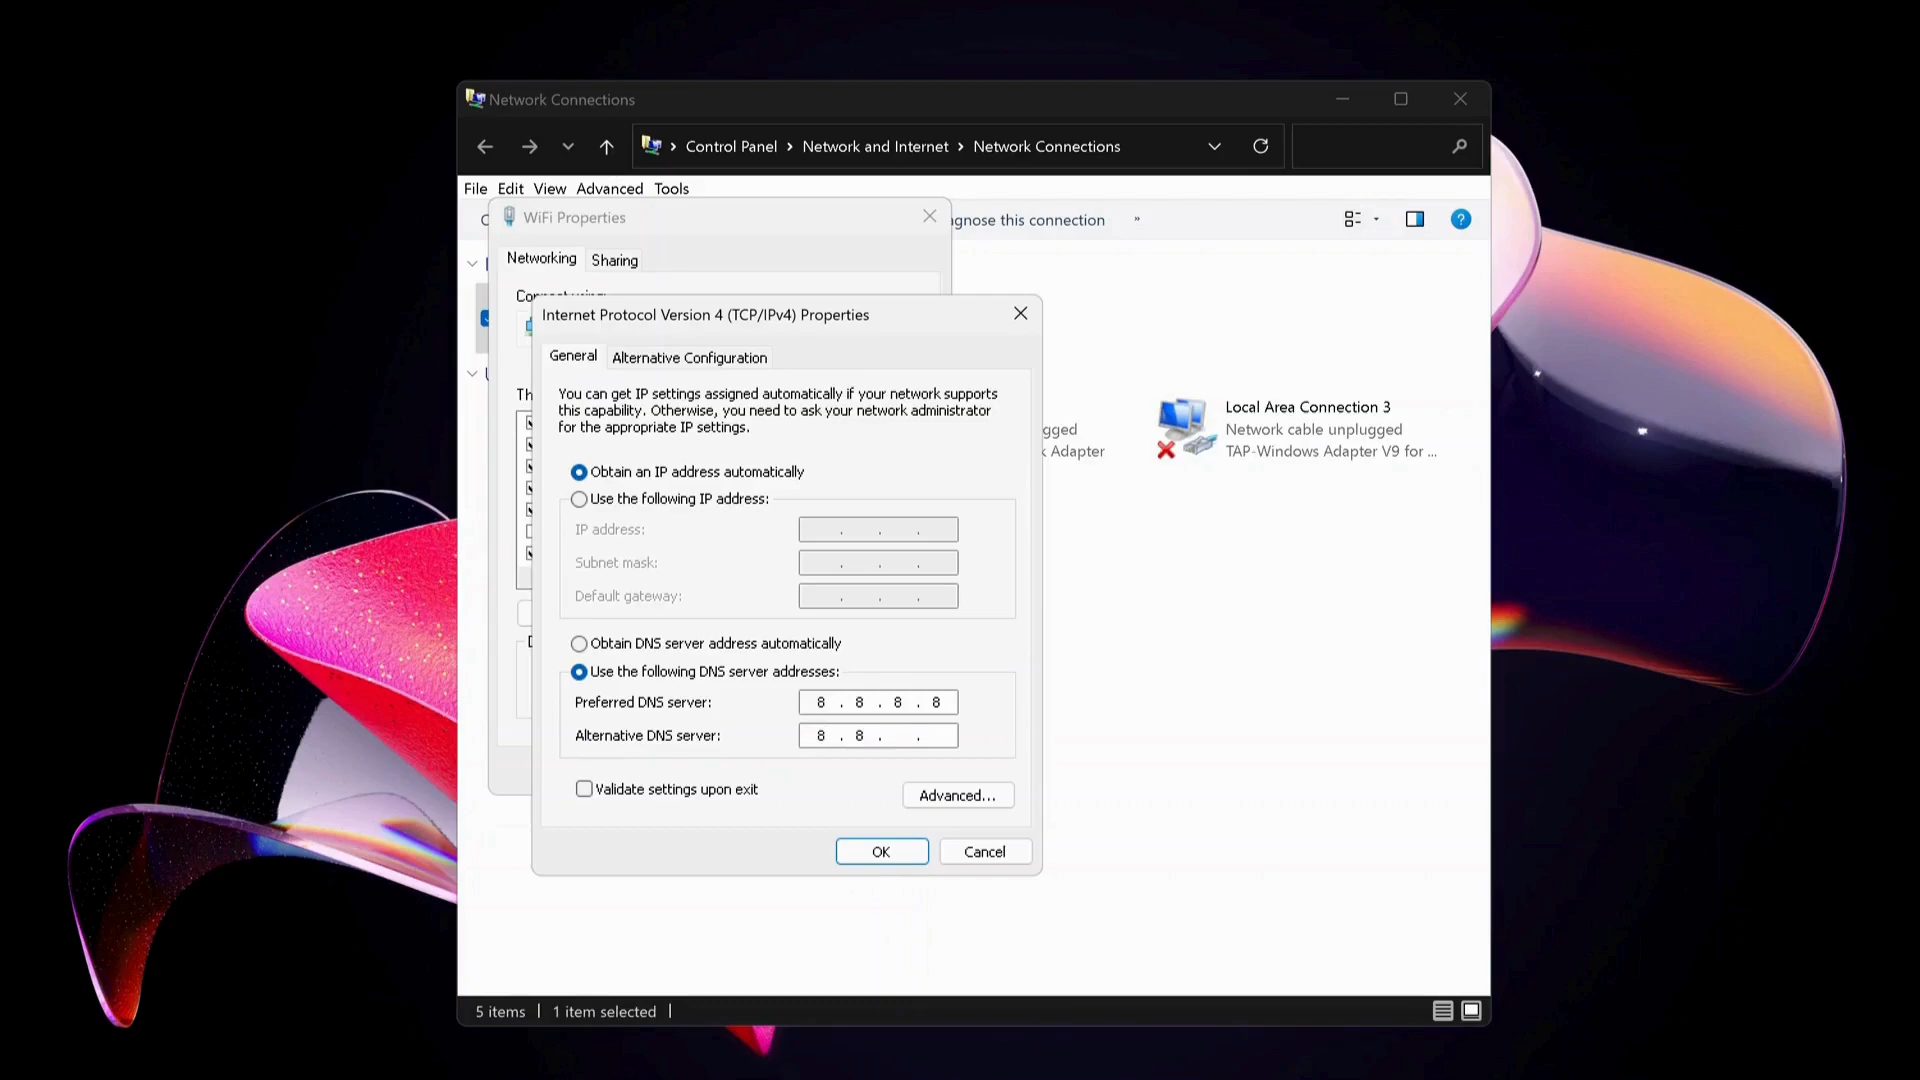 Network Connections
Control Panel > Network and Internet > Network Connections
File Edit View Advanced Tools
WiFi Properties
agnose this connection »
Networking Sharing
Internet Protocol Version 4 (TCP/IPv4) Properties
General Alternative Configuration
You can get IP settings assigned automatically if your network supports
this capability. Otherwise, you need to ask your network administrator
for the appropriate IP settings.
Th
Local Area Connection 3
gged
Network cable unplugged
k Adapter
TAP-Windows Adapter V9 for ...
Obtain an IP address automatically
Use the following IP address:
IP address: . . .
Subnet mask: . . .
Default gateway: . . .
Obtain DNS server address automatically
Use the following DNS server addresses:
Preferred DNS server: 8 . 8 . 8 . 8
Alternative DNS server: 8 . 8 . .
Validate settings upon exit
Advanced...
OK Cancel
5 items | 1 item selected |